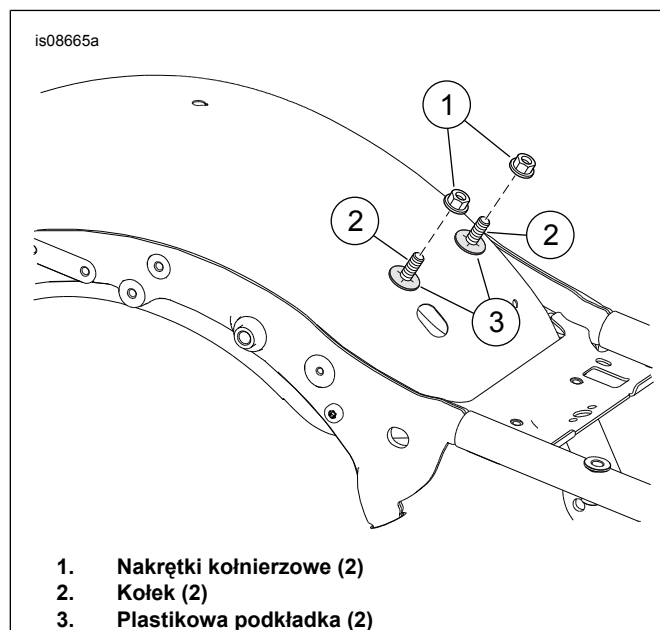 is08665a
1
2
2
3
1. Nakrętki kołnierzowe (2)
2. Kołek (2)
3. Plastikowa podkładka (2)